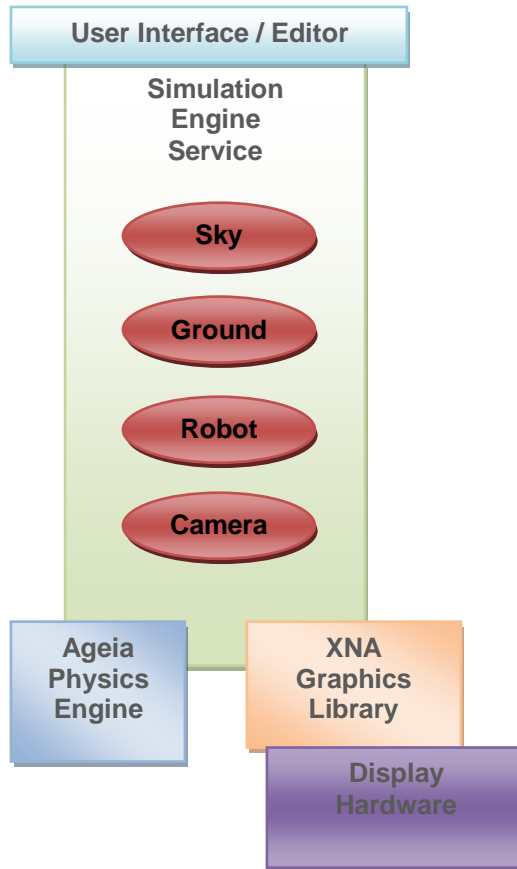 User Interface / Editor
Simulation
Engine
Service
Sky
Ground
Robot
Camera
Ageia
Physics
Engine
XNA
Graphics
Library
Display
Hardware